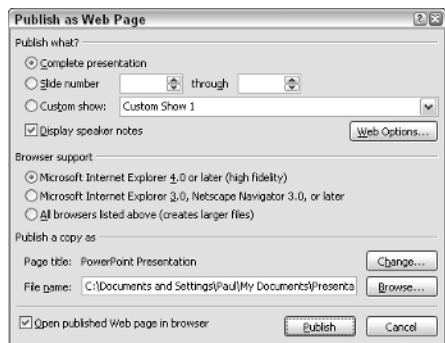 Publish as Web Page
Publish what?
Complete presentation
Slide number through
Custom show: Custom Show 1
Display speaker notes Web Options...
Browser support
Microsoft Internet Explorer 4.0 or later (high fidelity)
Microsoft Internet Explorer 3.0, Netscape Navigator 3.0, or later
All browsers listed above (creates larger files)
Publish a copy as
Page title: PowerPoint Presentation Change...
File name: C:\Documents and Settings\Paul\My Documents\Presenta Browse...
Open published Web page in browser Publish Cancel